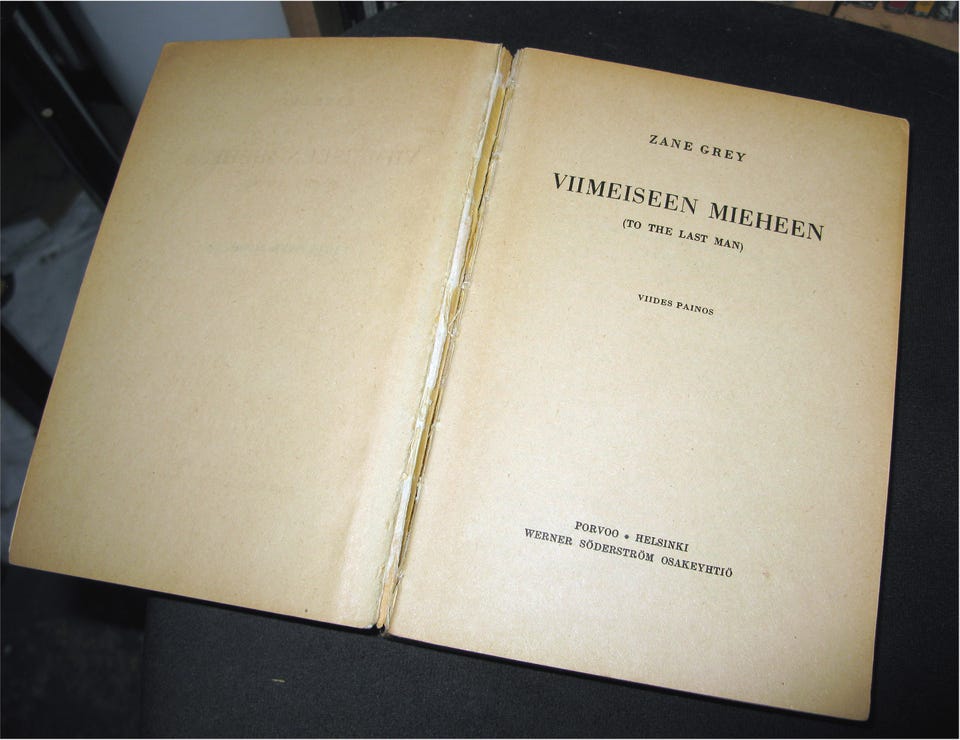 ZANE GREY
VIIMEISEEN MIEHEEN
(TO THE LAST MAN)
VIIDES PAINOS
PORVOO • HELSINKI
WERNER SÖDERSTRÖM OSAKEYHTIÖ